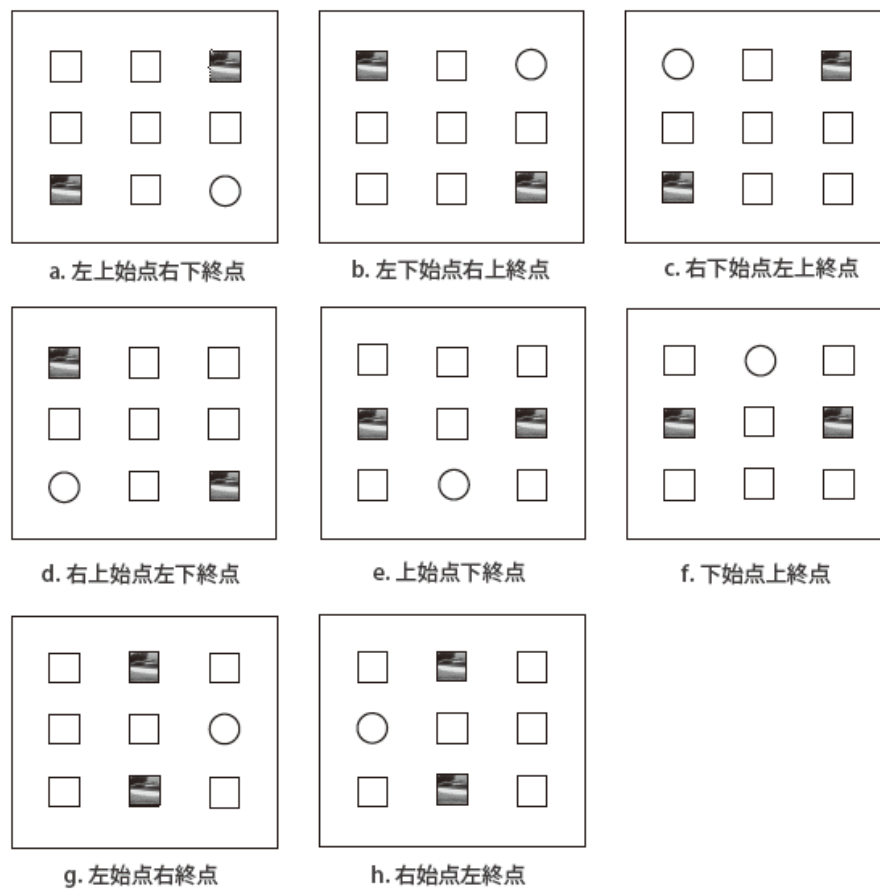 a. 左上始点右下終点
b. 左下始点右上終点
c. 右下始点左上終点
d. 右上始点左下終点
e. 上始点下終点
f. 下始点上終点
g. 左始点右終点
h. 右始点左終点